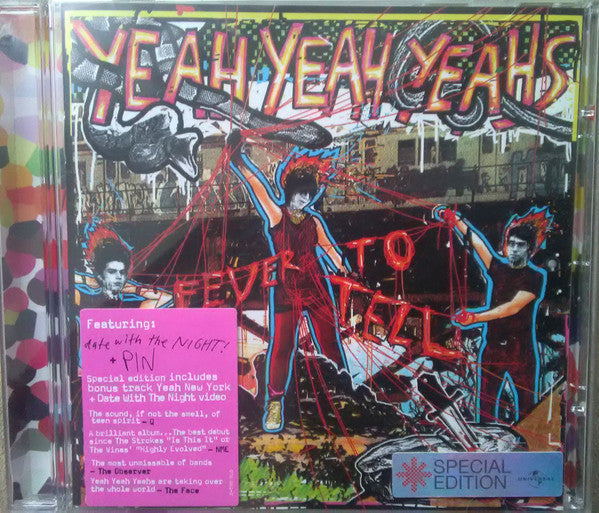 YEAH YEAH YEAHS
FEVER TO
TELL
Featuring:
date with the NIGHT!
+ PIN
Special edition includes
bonus track Yeah New York
+ Date With The Night video
The sound, if not the smell, of
teen spirit - Q
A brilliant album...The best debut
since The Strokes "Is This It" or
The Vines' "Highly Evolved" - NME
The most unmissable of bands
- The Observer
Yeah Yeah Yeahs are taking over
the whole world - The Face
SPECIAL
EDITION
UNIVERSAL